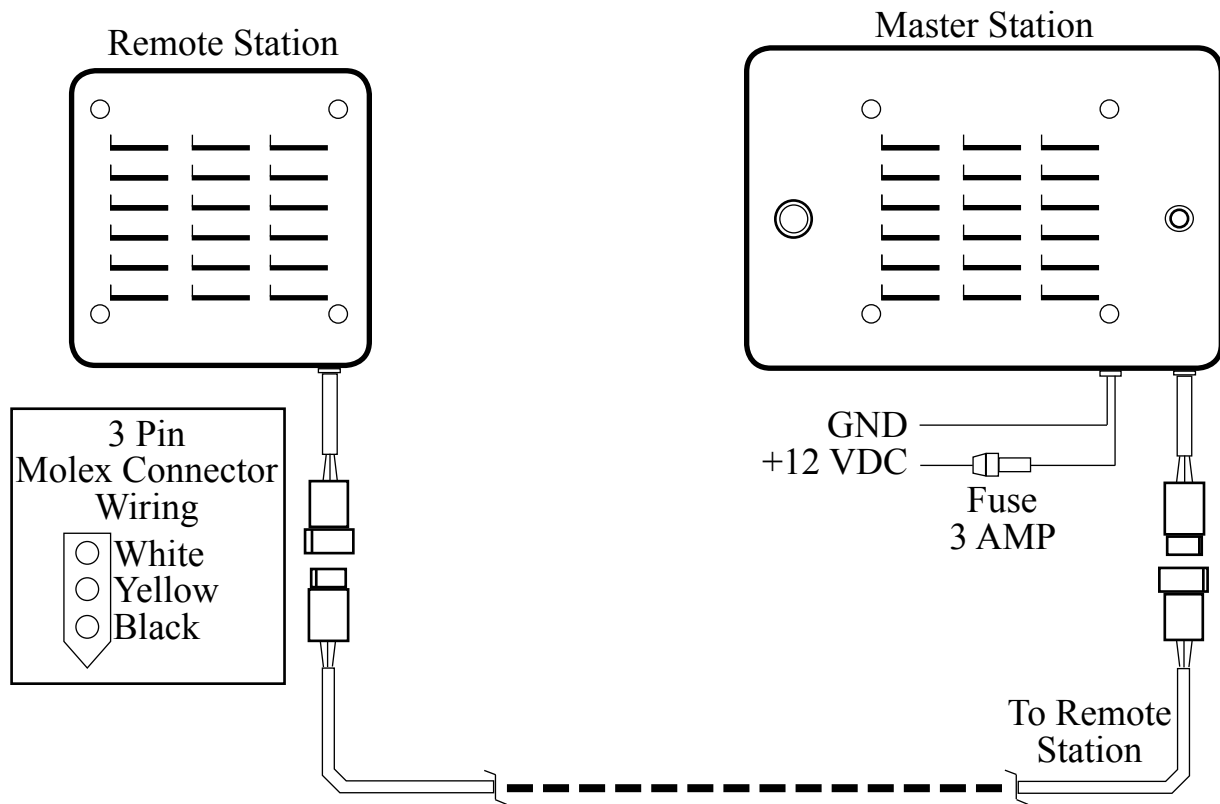 Remote Station
Master Station
GND
+12 VDC
Fuse
3 AMP
3 Pin
Molex Connector
Wiring
White
Yellow
Black
To Remote
Station